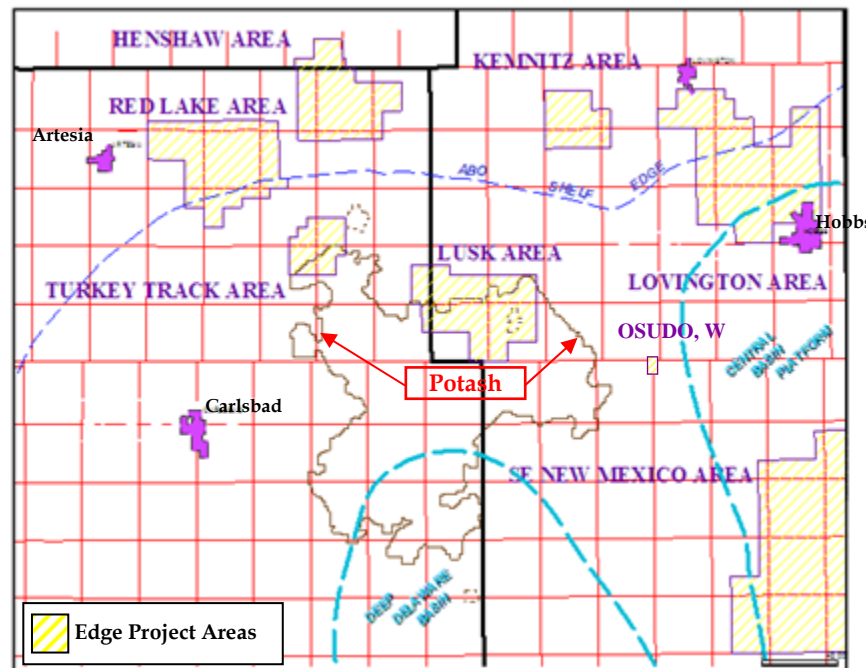 HENSHAW AREA
KEMNITZ AREA
RED LAKE AREA
Artesia
ABO
SHELF
EDGE
Hobbs
LUSK AREA
TURKEY TRACK AREA
LOVINGTON AREA
OSUDO, W
CENTRAL
BASIN
PLATFORM
Potash
Carlsbad
SE NEW MEXICO AREA
DEEP
DELAWARE
BASIN
Edge Project Areas